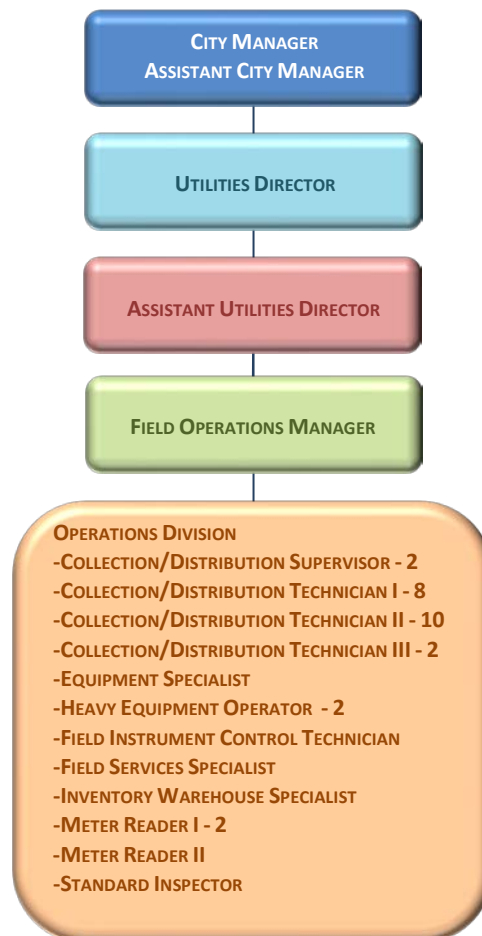 City Manager
Assistant City Manager
Utilities Director
Assistant Utilities Director
Field Operations Manager
Operations Division
-Collection/Distribution Supervisor - 2
-Collection/Distribution Technician I - 8
-Collection/Distribution Technician II - 10
-Collection/Distribution Technician III - 2
-Equipment Specialist
-Heavy Equipment Operator - 2
-Field Instrument Control Technician
-Field Services Specialist
-Inventory Warehouse Specialist
-Meter Reader I - 2
-Meter Reader II
-Standard Inspector